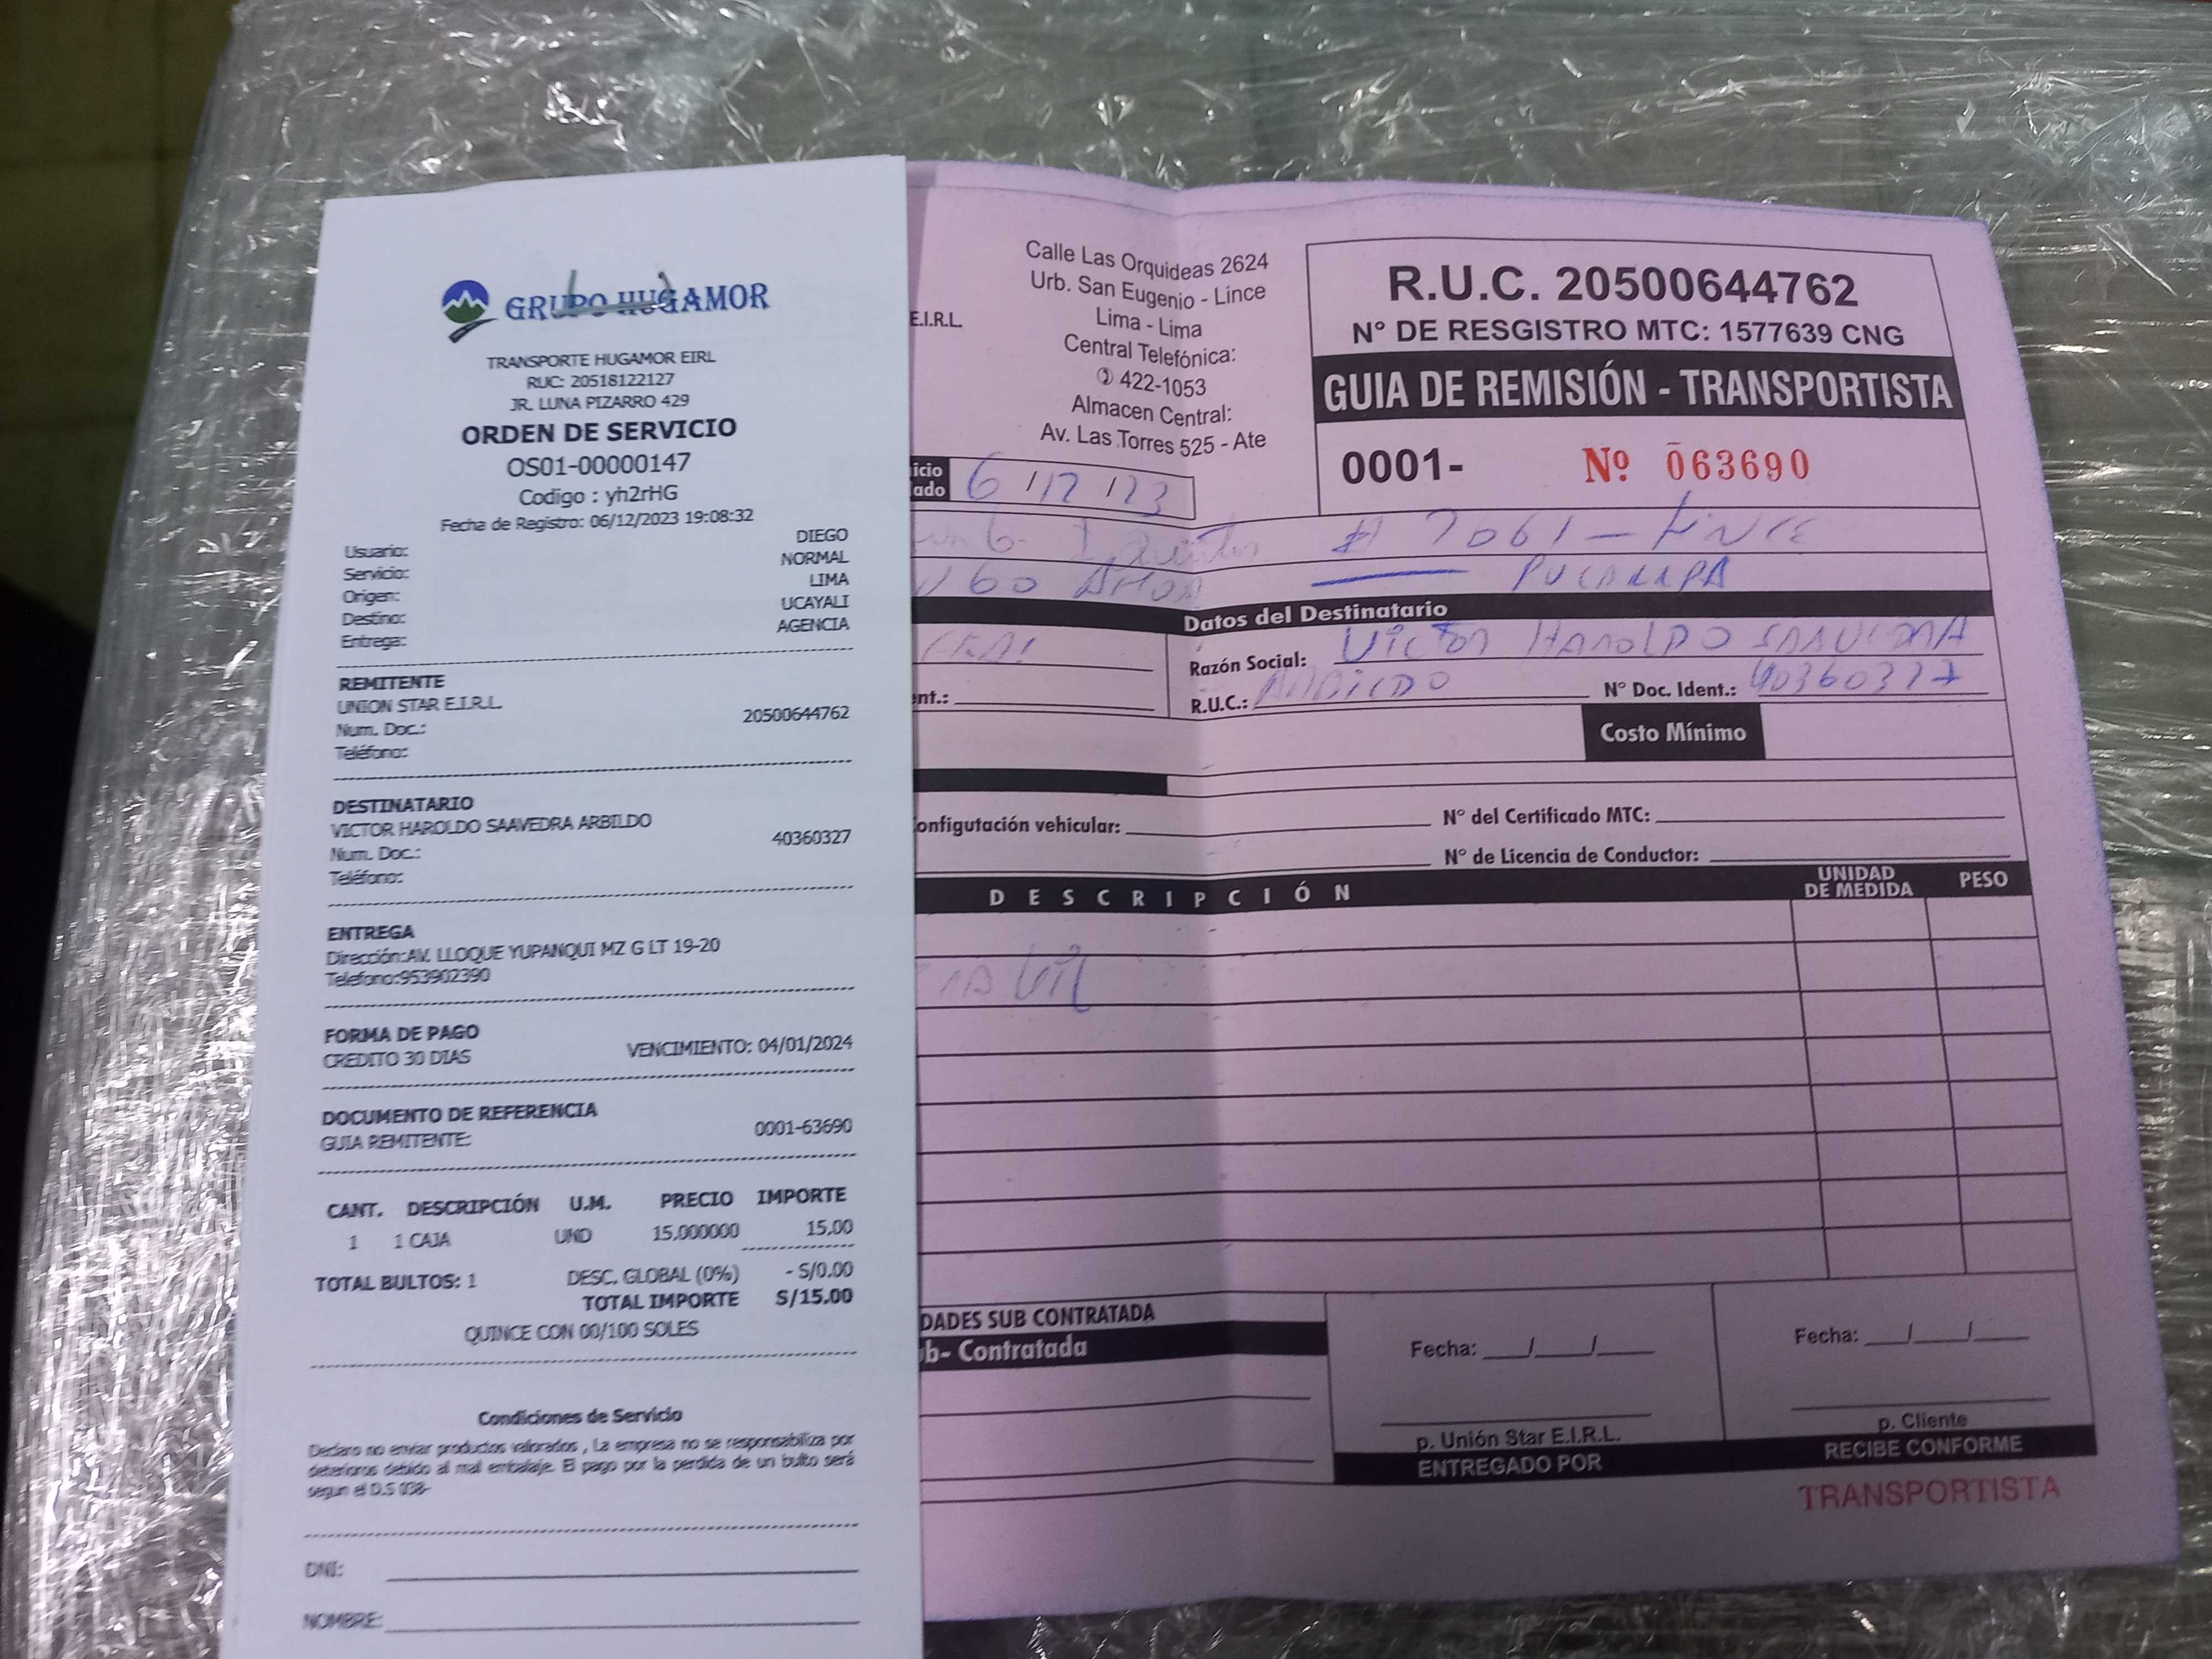 GRUPO HUGAMOR
TRANSPORTE HUGAMOR EIRL
RUC: 20518122127
JR. LUNA PIZARRO 429
ORDEN DE SERVICIO
OS01-00000147
Codigo : yh2rHG
Fecha de Registro: 06/12/2023 19:08:32
Usuario: DIEGO
Servicio: NORMAL
Origen: LIMA
Destino: UCAYALI
Entrega: AGENCIA
REMITENTE
UNION STAR E.I.R.L.
Num. Doc.: 20500644762
Teléfono:
DESTINATARIO
VICTOR HAROLDO SAAVEDRA ARBILDO
Num. Doc.: 40360327
Teléfono:
ENTREGA
Dirección:AV. LLOQUE YUPANQUI MZ G LT 19-20
Telefono:953902390
FORMA DE PAGO
CREDITO 30 DIAS VENCIMIENTO: 04/01/2024
DOCUMENTO DE REFERENCIA
GUIA REMITENTE: 0001-63690
CANT. DESCRIPCIÓN U.M. PRECIO IMPORTE
1 1 CAJA UND 15.000000 15.00
TOTAL BULTOS: 1 DESC. GLOBAL (0%) - S/0.00
TOTAL IMPORTE S/15.00
QUINCE CON 00/100 SOLES
Condiciones de Servicio
Declaro no enviar productos valorados , La empresa no se responsabiliza por
deterioros debido al mal embalaje. El pago por la perdida de un bulto será
segun el D.S 038-
DNI:
NOMBRE:
E.I.R.L.
Calle Las Orquideas 2624
Urb. San Eugenio - Lince
Lima - Lima
Central Telefónica:
422-1053
Almacen Central:
Av. Las Torres 525 - Ate
R.U.C. 20500644762
N° DE RESGISTRO MTC: 1577639 CNG
GUIA DE REMISIÓN - TRANSPORTISTA
0001- Nº 063690
icio
ado 6/12/23
# 2061 - LINCE
PUCALLPA
Datos del Destinatario
Razón Social: VICTOR HAROLDO SAAVEDRA
ent.: R.U.C.: ARBILDO N° Doc. Ident.: 40360327
Costo Mínimo
onfigutación vehicular: N° del Certificado MTC:
N° de Licencia de Conductor:
DESCRIPCIÓN UNIDAD DE MEDIDA PESO
DADES SUB CONTRATADA
b- Contratada
Fecha: / / Fecha: / /
p. Unión Star E.I.R.L. p. Cliente
ENTREGADO POR RECIBE CONFORME
TRANSPORTISTA